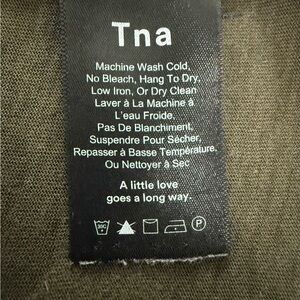 Tna
Machine Wash Cold,
No Bleach, Hang To Dry,
Low Iron, Or Dry Clean
Laver à La Machine à
L'eau Froide,
Pas De Blanchiment,
Suspendre Pour Sécher,
Repasser à Basse Température,
Ou Nettoyer à Sec
A little love
goes a long way.
30C P